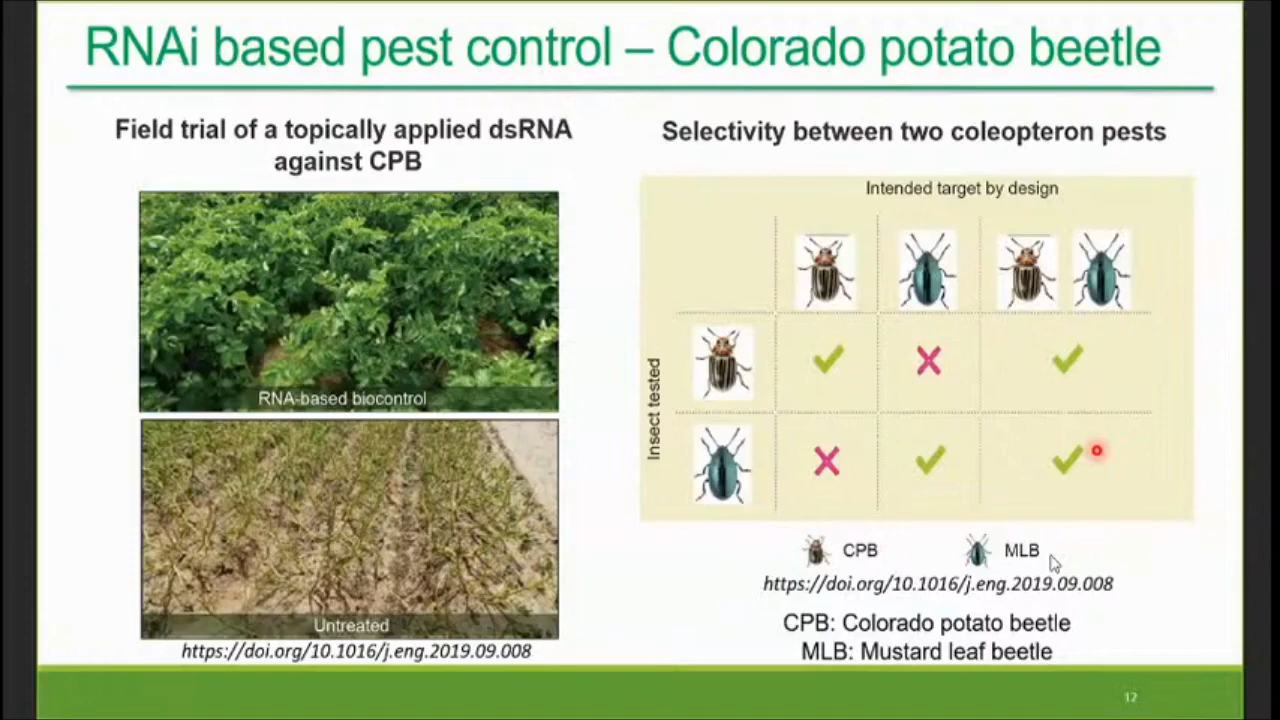 RNAi based pest control – Colorado potato beetle
Field trial of a topically applied dsRNA
against CPB
RNA-based biocontrol
Untreated
https://doi.org/10.1016/j.eng.2019.09.008
Selectivity between two coleopteron pests
Intended target by design
Insect tested
CPB
MLB
https://doi.org/10.1016/j.eng.2019.09.008
CPB: Colorado potato beetle
MLB: Mustard leaf beetle
12